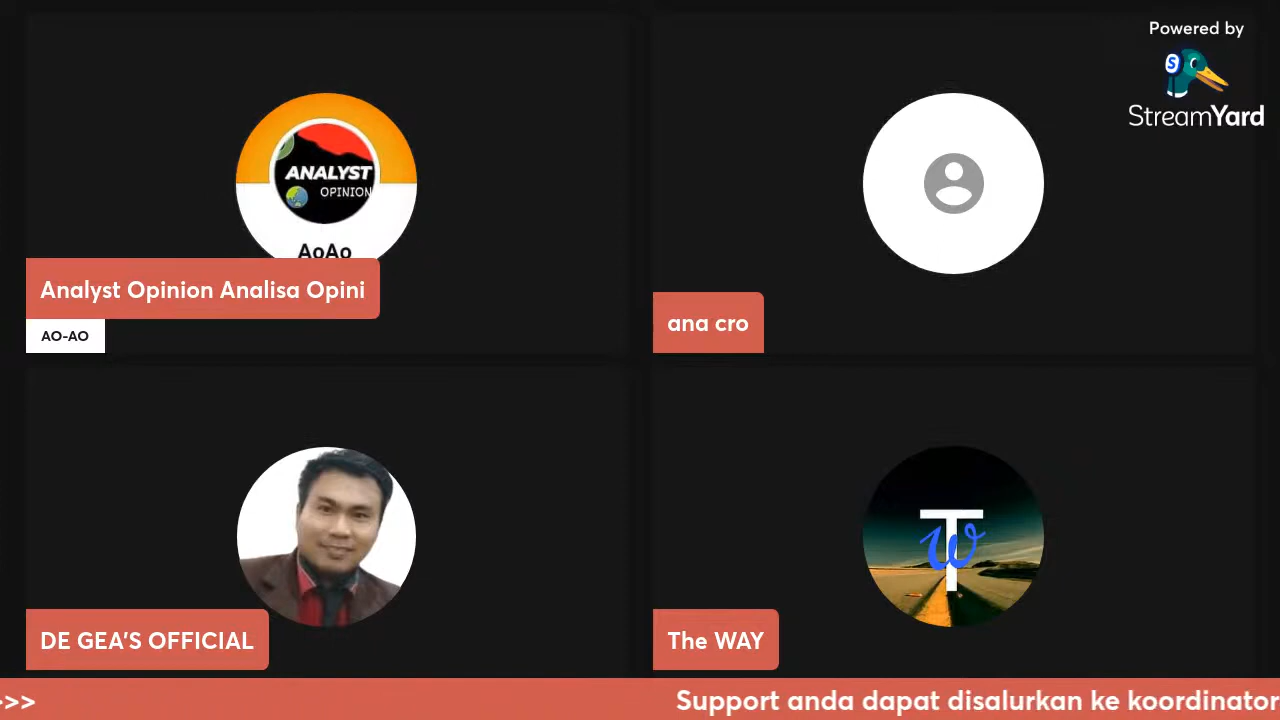 Powered by
StreamYard
ANALYST
OPINION
AoAo
Analyst Opinion Analisa Opini
AO-AO
ana cro
DE GEA'S OFFICIAL
T
w
The WAY
>>>
Support anda dapat disalurkan ke koordinator